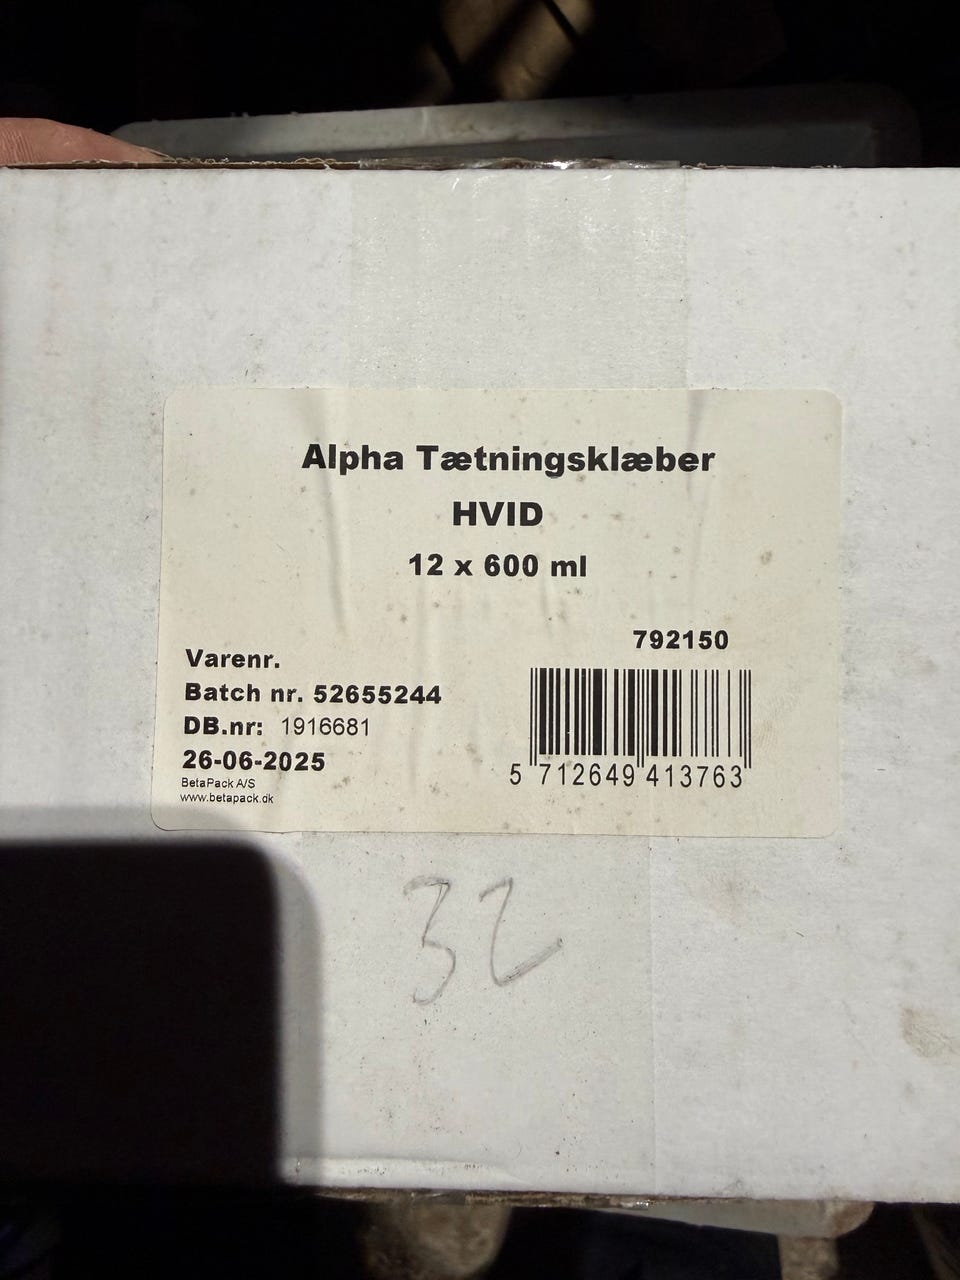 Alpha Tætningsklæber
HVID
12 x 600 ml
792150
Varenr.
Batch nr. 52655244
DB.nr: 1916681
26-06-2025
BetaPack A/S
www.betapack.dk
5 712649 413763
32